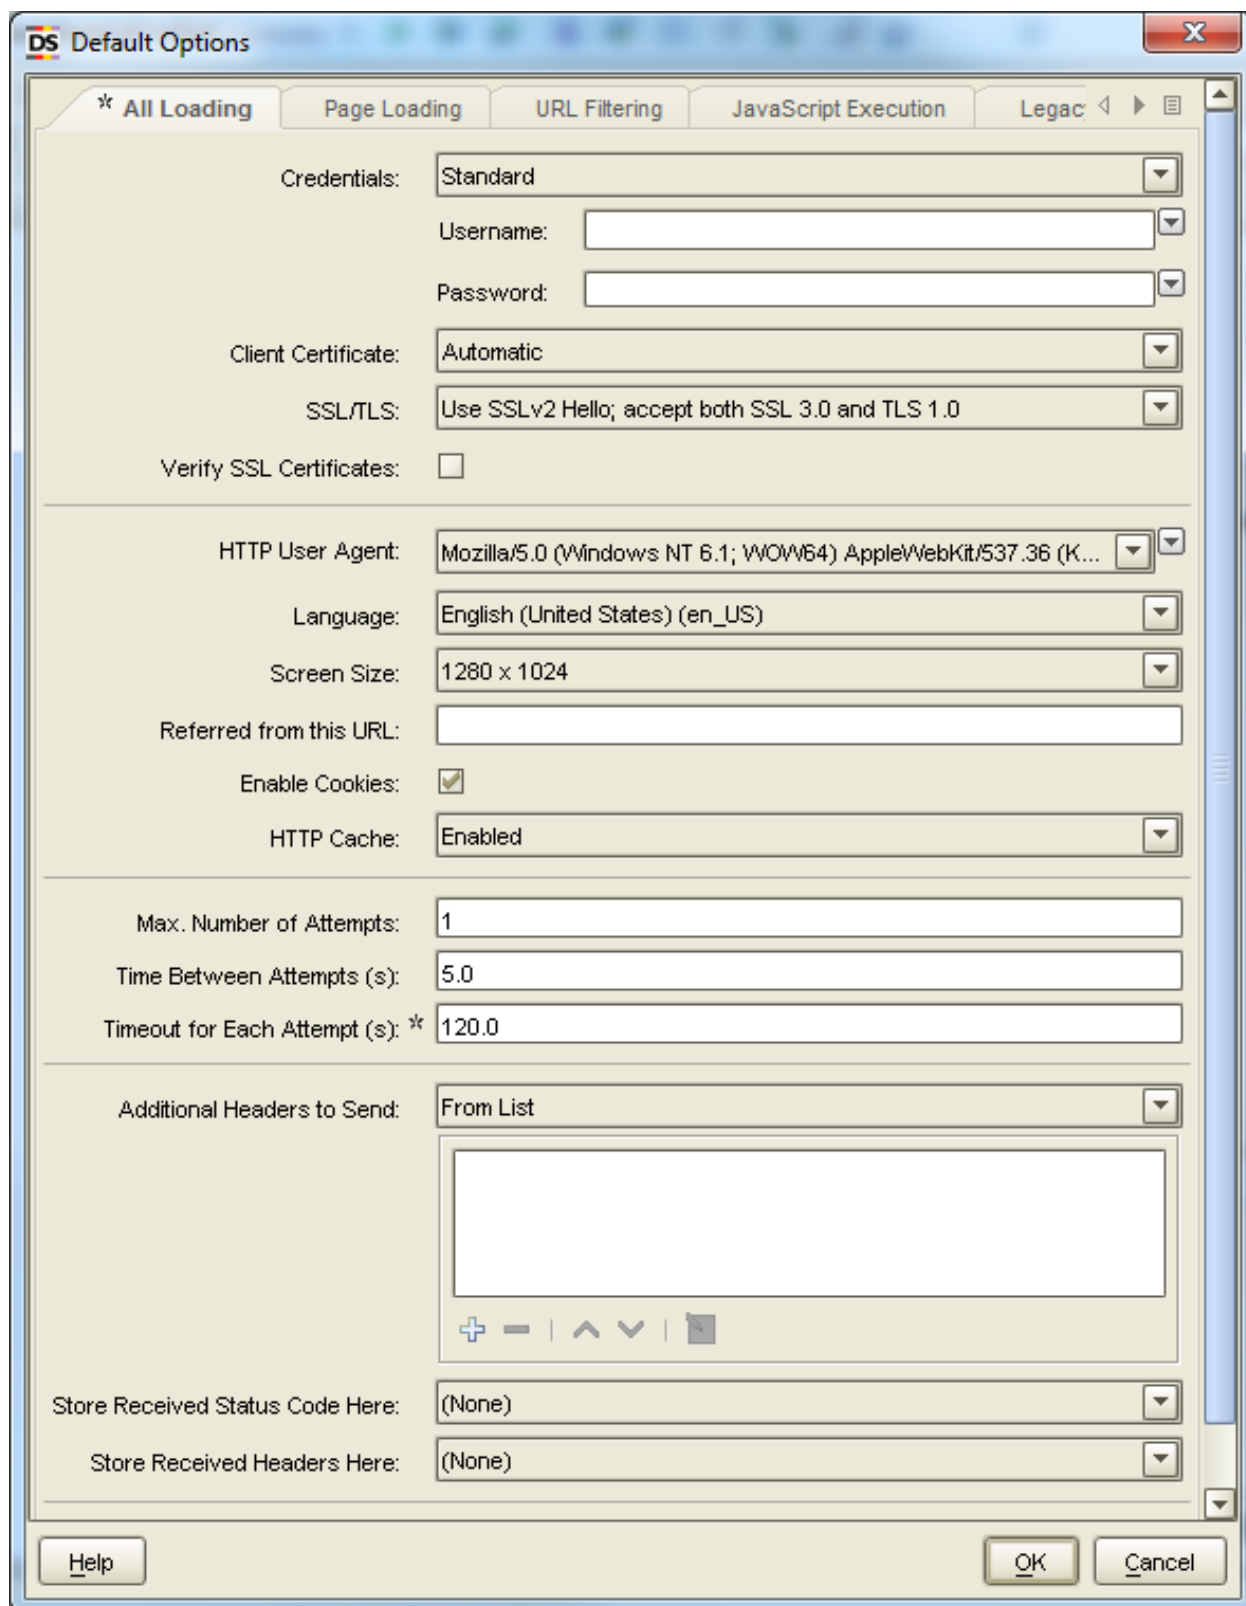 DS Default Options
* All Loading Page Loading URL Filtering JavaScript Execution Legac
Credentials: Standard
Username:
Password:
Client Certificate: Automatic
SSL/TLS: Use SSLv2 Hello; accept both SSL 3.0 and TLS 1.0
Verify SSL Certificates:
HTTP User Agent: Mozilla/5.0 (Windows NT 6.1; WOW64) AppleWebKit/537.36 (K...
Language: English (United States) (en_US)
Screen Size: 1280 x 1024
Referred from this URL:
Enable Cookies:
HTTP Cache: Enabled
Max. Number of Attempts: 1
Time Between Attempts (s): 5.0
Timeout for Each Attempt (s): * 120.0
Additional Headers to Send: From List
Store Received Status Code Here: (None)
Store Received Headers Here: (None)
Help OK Cancel